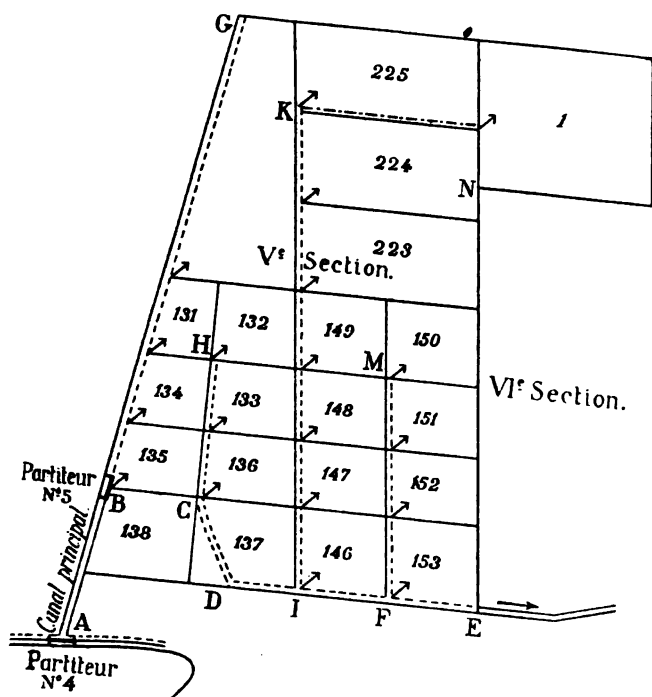 G
225
K
1
224
N
223
Vᵉ Section.
131
132
149
150
H
M
134
133
148
151
VIᵉ Section.
135
136
147
152
Partiteur
N°5
B
C
138
137
146
153
Canal principal.
D
I
F
E
A
Partiteur
N°4